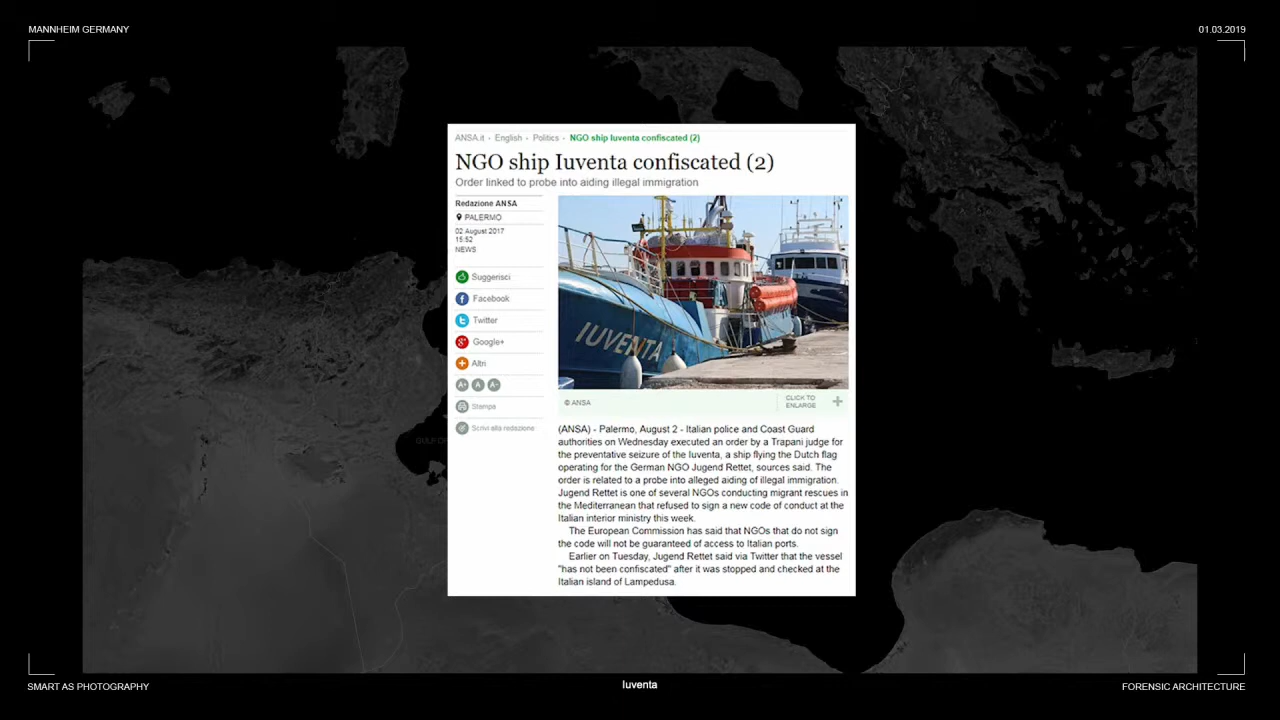 MANNHEIM GERMANY
01.03.2019
ANSA.it - English - Politics - NGO ship Iuventa confiscated (2)
NGO ship Iuventa confiscated (2)
Order linked to probe into aiding illegal immigration
Redazione ANSA
PALERMO
02 August 2017
15:52
NEWS
Suggerisci
Facebook
Twitter
Google+
Altri
A+ A A-
Stampa
Scrivi alla redazione
IUVENTA
© ANSA
CLICK TO
ENLARGE
(ANSA) - Palermo, August 2 - Italian police and Coast Guard
authorities on Wednesday executed an order by a Trapani judge for
the preventative seizure of the Iuventa, a ship flying the Dutch flag
operating for the German NGO Jugend Rettet, sources said. The
order is related to a probe into alleged aiding of illegal immigration.
Jugend Rettet is one of several NGOs conducting migrant rescues in
the Mediterranean that refused to sign a new code of conduct at the
Italian interior ministry this week.
The European Commission has said that NGOs that do not sign
the code will not be guaranteed of access to Italian ports.
Earlier on Tuesday, Jugend Rettet said via Twitter that the vessel
"has not been confiscated" after it was stopped and checked at the
Italian island of Lampedusa.
GULF OF
SMART AS PHOTOGRAPHY
Iuventa
FORENSIC ARCHITECTURE